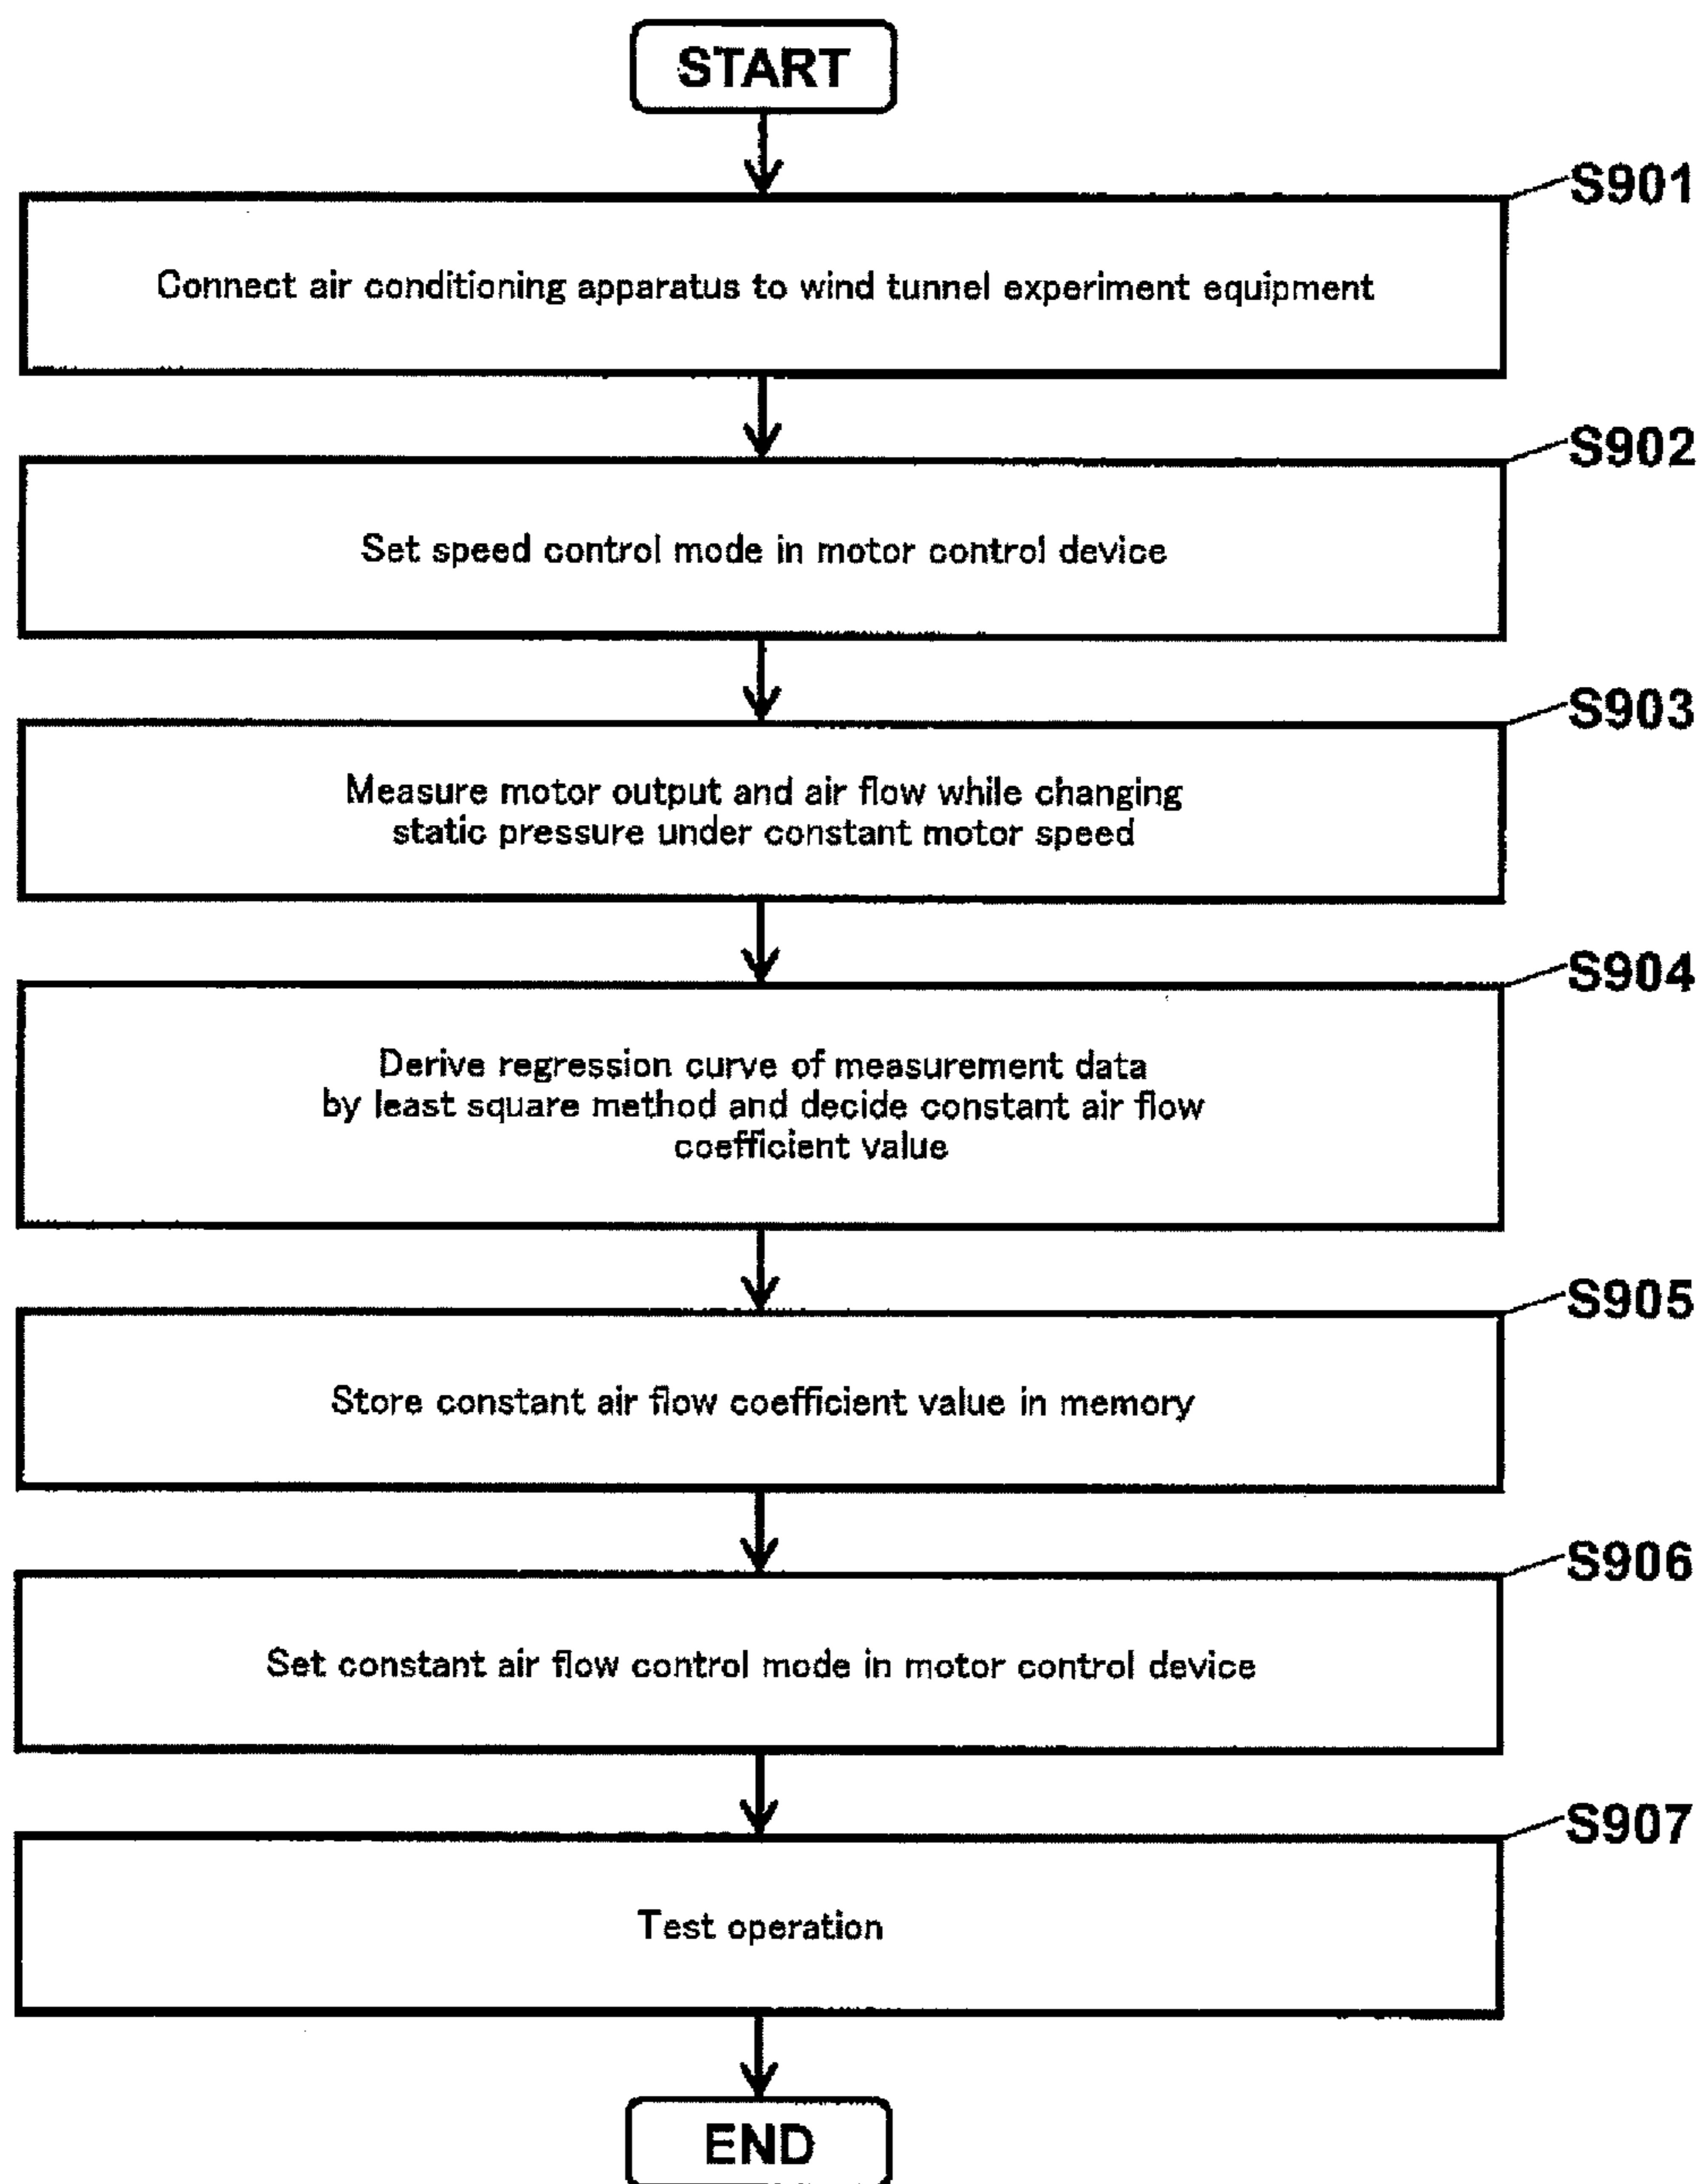 START
S901
Connect air conditioning apparatus to wind tunnel experiment equipment
S902
Set speed control mode in motor control device
S903
Measure motor output and air flow while changing
static pressure under constant motor speed
S904
Derive regression curve of measurement data
by least square method and decide constant air flow
coefficient value
S905
Store constant air flow coefficient value in memory
S906
Set constant air flow control mode in motor control device
S907
Test operation
END